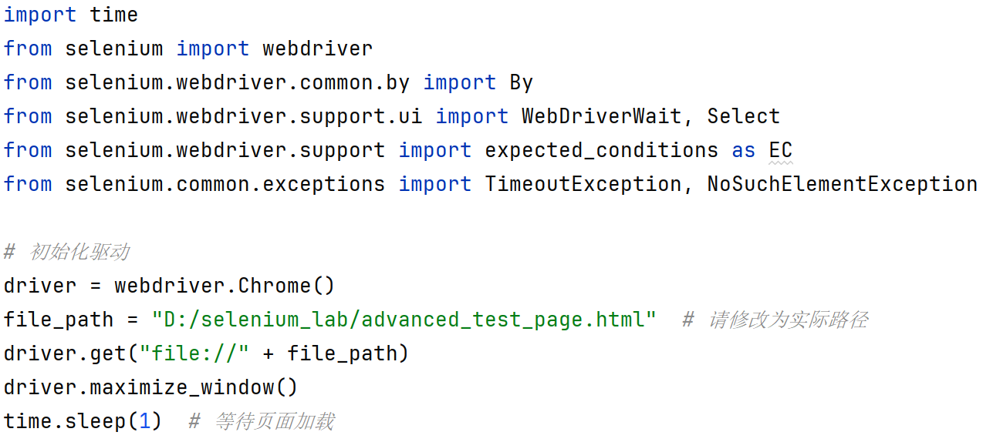 import time
from selenium import webdriver
from selenium.webdriver.common.by import By
from selenium.webdriver.support.ui import WebDriverWait, Select
from selenium.webdriver.support import expected_conditions as EC
from selenium.common.exceptions import TimeoutException, NoSuchElementException
# 初始化驱动
driver = webdriver.Chrome()
file_path = "D:/selenium_lab/advanced_test_page.html"  # 请修改为实际路径
driver.get("file://" + file_path)
driver.maximize_window()
time.sleep(1)  # 等待页面加载